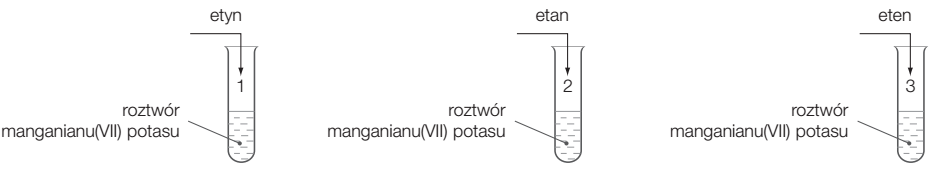 etyn
1
roztwór
manganianu(VII) potasu
etan
2
roztwór
manganianu(VII) potasu
eten
3
roztwór
manganianu(VII) potasu